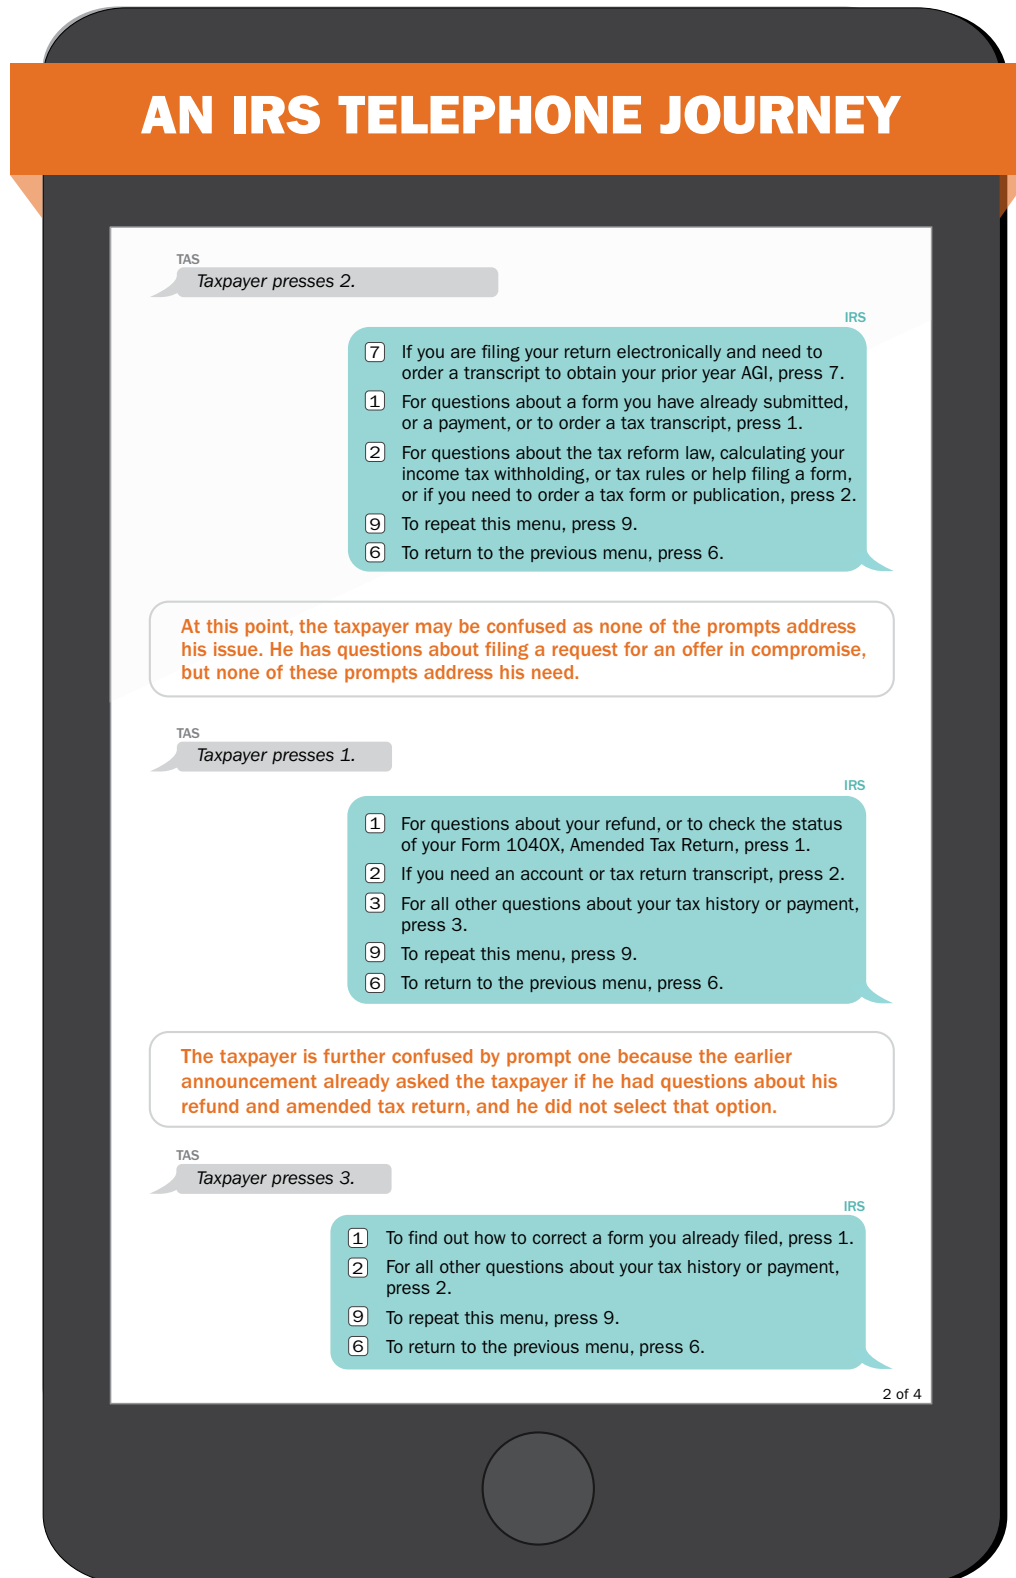 AN IRS TELEPHONE JOURNEY
TAS
Taxpayer presses 2.
IRS
7 If you are filing your return electronically and need to
order a transcript to obtain your prior year AGI, press 7.
1 For questions about a form you have already submitted,
or a payment, or to order a tax transcript, press 1.
2 For questions about the tax reform law, calculating your
income tax withholding, or tax rules or help filing a form,
or if you need to order a tax form or publication, press 2.
9 To repeat this menu, press 9.
6 To return to the previous menu, press 6.
At this point, the taxpayer may be confused as none of the prompts address
his issue. He has questions about filing a request for an offer in compromise,
but none of these prompts address his need.
TAS
Taxpayer presses 1.
IRS
1 For questions about your refund, or to check the status
of your Form 1040X, Amended Tax Return, press 1.
2 If you need an account or tax return transcript, press 2.
3 For all other questions about your tax history or payment,
press 3.
9 To repeat this menu, press 9.
6 To return to the previous menu, press 6.
The taxpayer is further confused by prompt one because the earlier
announcement already asked the taxpayer if he had questions about his
refund and amended tax return, and he did not select that option.
TAS
Taxpayer presses 3.
IRS
1 To find out how to correct a form you already filed, press 1.
2 For all other questions about your tax history or payment,
press 2.
9 To repeat this menu, press 9.
6 To return to the previous menu, press 6.
2 of 4